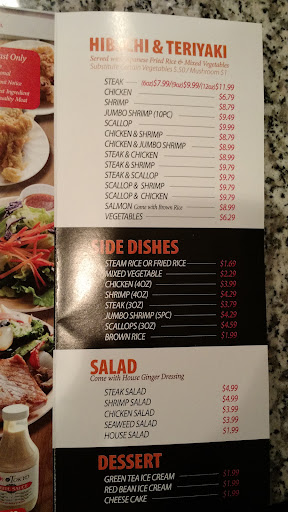 ast Only
HIBACHI & TERIYAKI
Served with Japanese Fried Rice & Mixed Vegetables
Substitute Vegetables $.50 / Mushroom $1
STEAK (6oz)$7.99/(9oz)$9.99/(12oz)$11.99
CHICKEN $6.79
SHRIMP $8.79
JUMBO SHRIMP (10PC) $9.49
SCALLOP $9.99
CHICKEN & SHRIMP $8.99
CHICKEN & JUMBO SHRIMP $8.99
STEAK & CHICKEN $8.99
STEAK & SHRIMP $9.79
STEAK & SCALLOP $9.79
SCALLOP & SHRIMP $9.79
SCALLOP & CHICKEN $9.79
SALMON Come with Brown Rice $8.99
VEGETABLES $6.29
SIDE DISHES
STEAM RICE OR FRIED RICE $1.69
MIXED VEGETABLE $2.29
CHICKEN (4OZ) $3.99
SHRIMP (4OZ) $4.29
STEAK (3OZ) $3.79
JUMBO SHRIMP (5PC) $4.29
SCALLOPS (3OZ) $4.59
BROWN RICE $1.99
SALAD
Come with House Ginger Dressing
STEAK SALAD $4.99
SHRIMP SALAD $4.99
CHICKEN SALAD $3.99
SEAWEED SALAD $3.99
HOUSE SALAD $1.99
DESSERT
GREEN TEA ICE CREAM $1.99
RED BEAN ICE CREAM $1.99
CHEESE CAKE $1.99